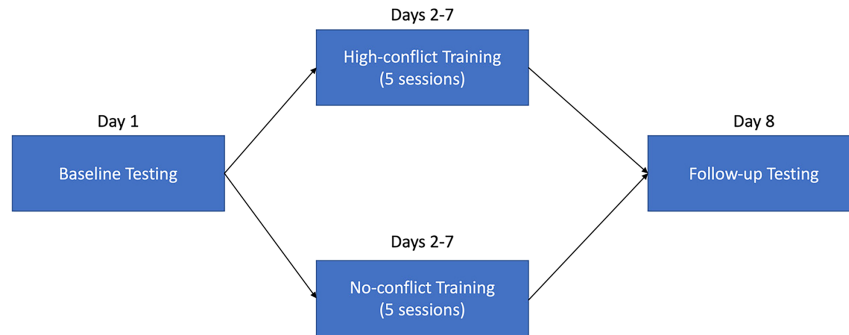 Days 2-7
High-conflict Training
(5 sessions)
Day 1
Baseline Testing
Day 8
Follow-up Testing
Days 2-7
No-conflict Training
(5 sessions)